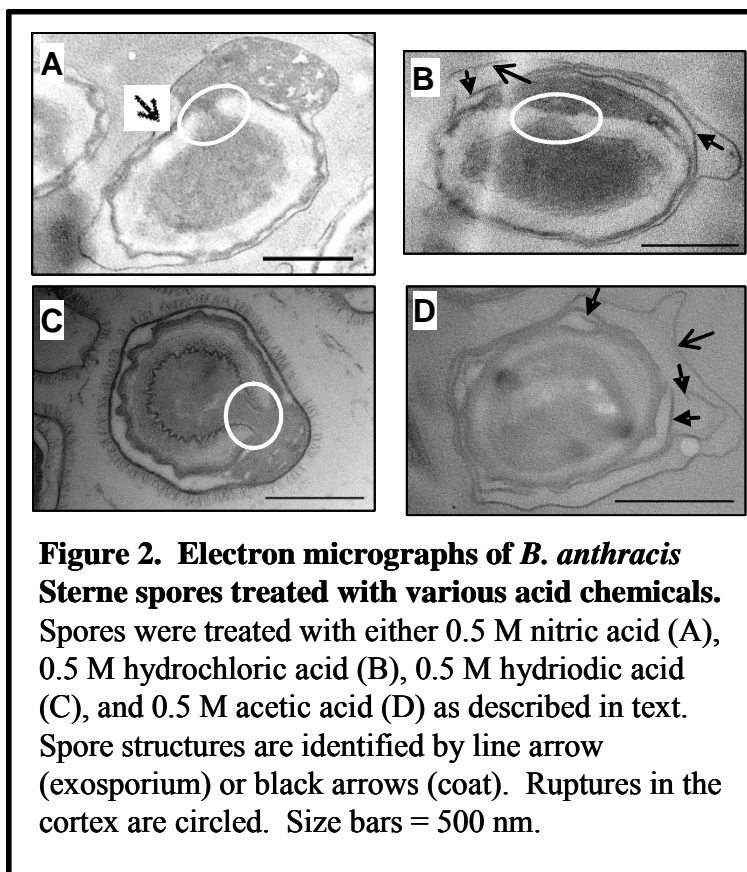 A
B
C
D
Figure 2. Electron micrographs of B. anthracis
Sterne spores treated with various acid chemicals.
Spores were treated with either 0.5 M nitric acid (A),
0.5 M hydrochloric acid (B), 0.5 M hydriodic acid
(C), and 0.5 M acetic acid (D) as described in text.
Spore structures are identified by line arrow
(exosporium) or black arrows (coat). Ruptures in the
cortex are circled. Size bars = 500 nm.